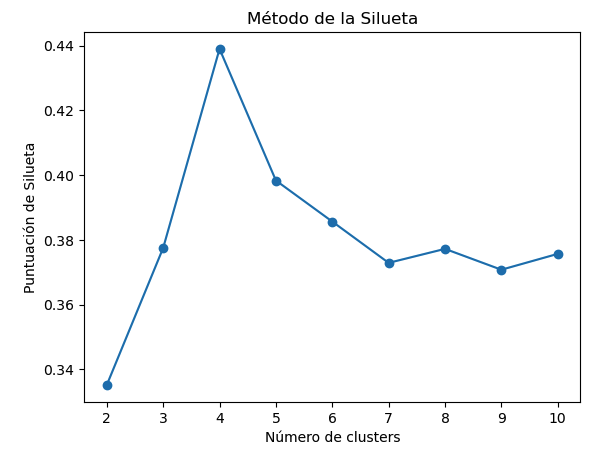 Método de la Silueta
0.44
0.42
0.40
0.38
0.36
0.34
Puntuación de Silueta
2 3 4 5 6 7 8 9 10
Número de clusters